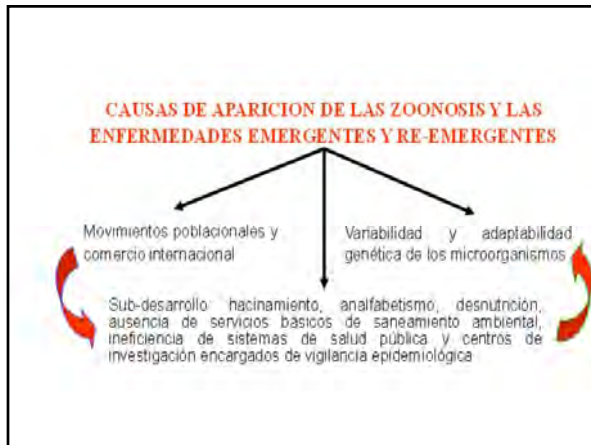 CAUSAS DE APARICION DE LAS ZOONOSIS Y LAS
ENFERMEDADES EMERGENTES Y RE-EMERGENTES
Movimientos poblacionales y
comercio internacional
Variabilidad y adaptabilidad
genética de los microorganismos
Sub-desarrollo hacinamiento, analfabetismo, desnutrición,
ausencia de servicios básicos de saneamiento ambiental,
ineficiencia de sistemas de salud pública y centros de
investigación encargados de vigilancia epidemiológica